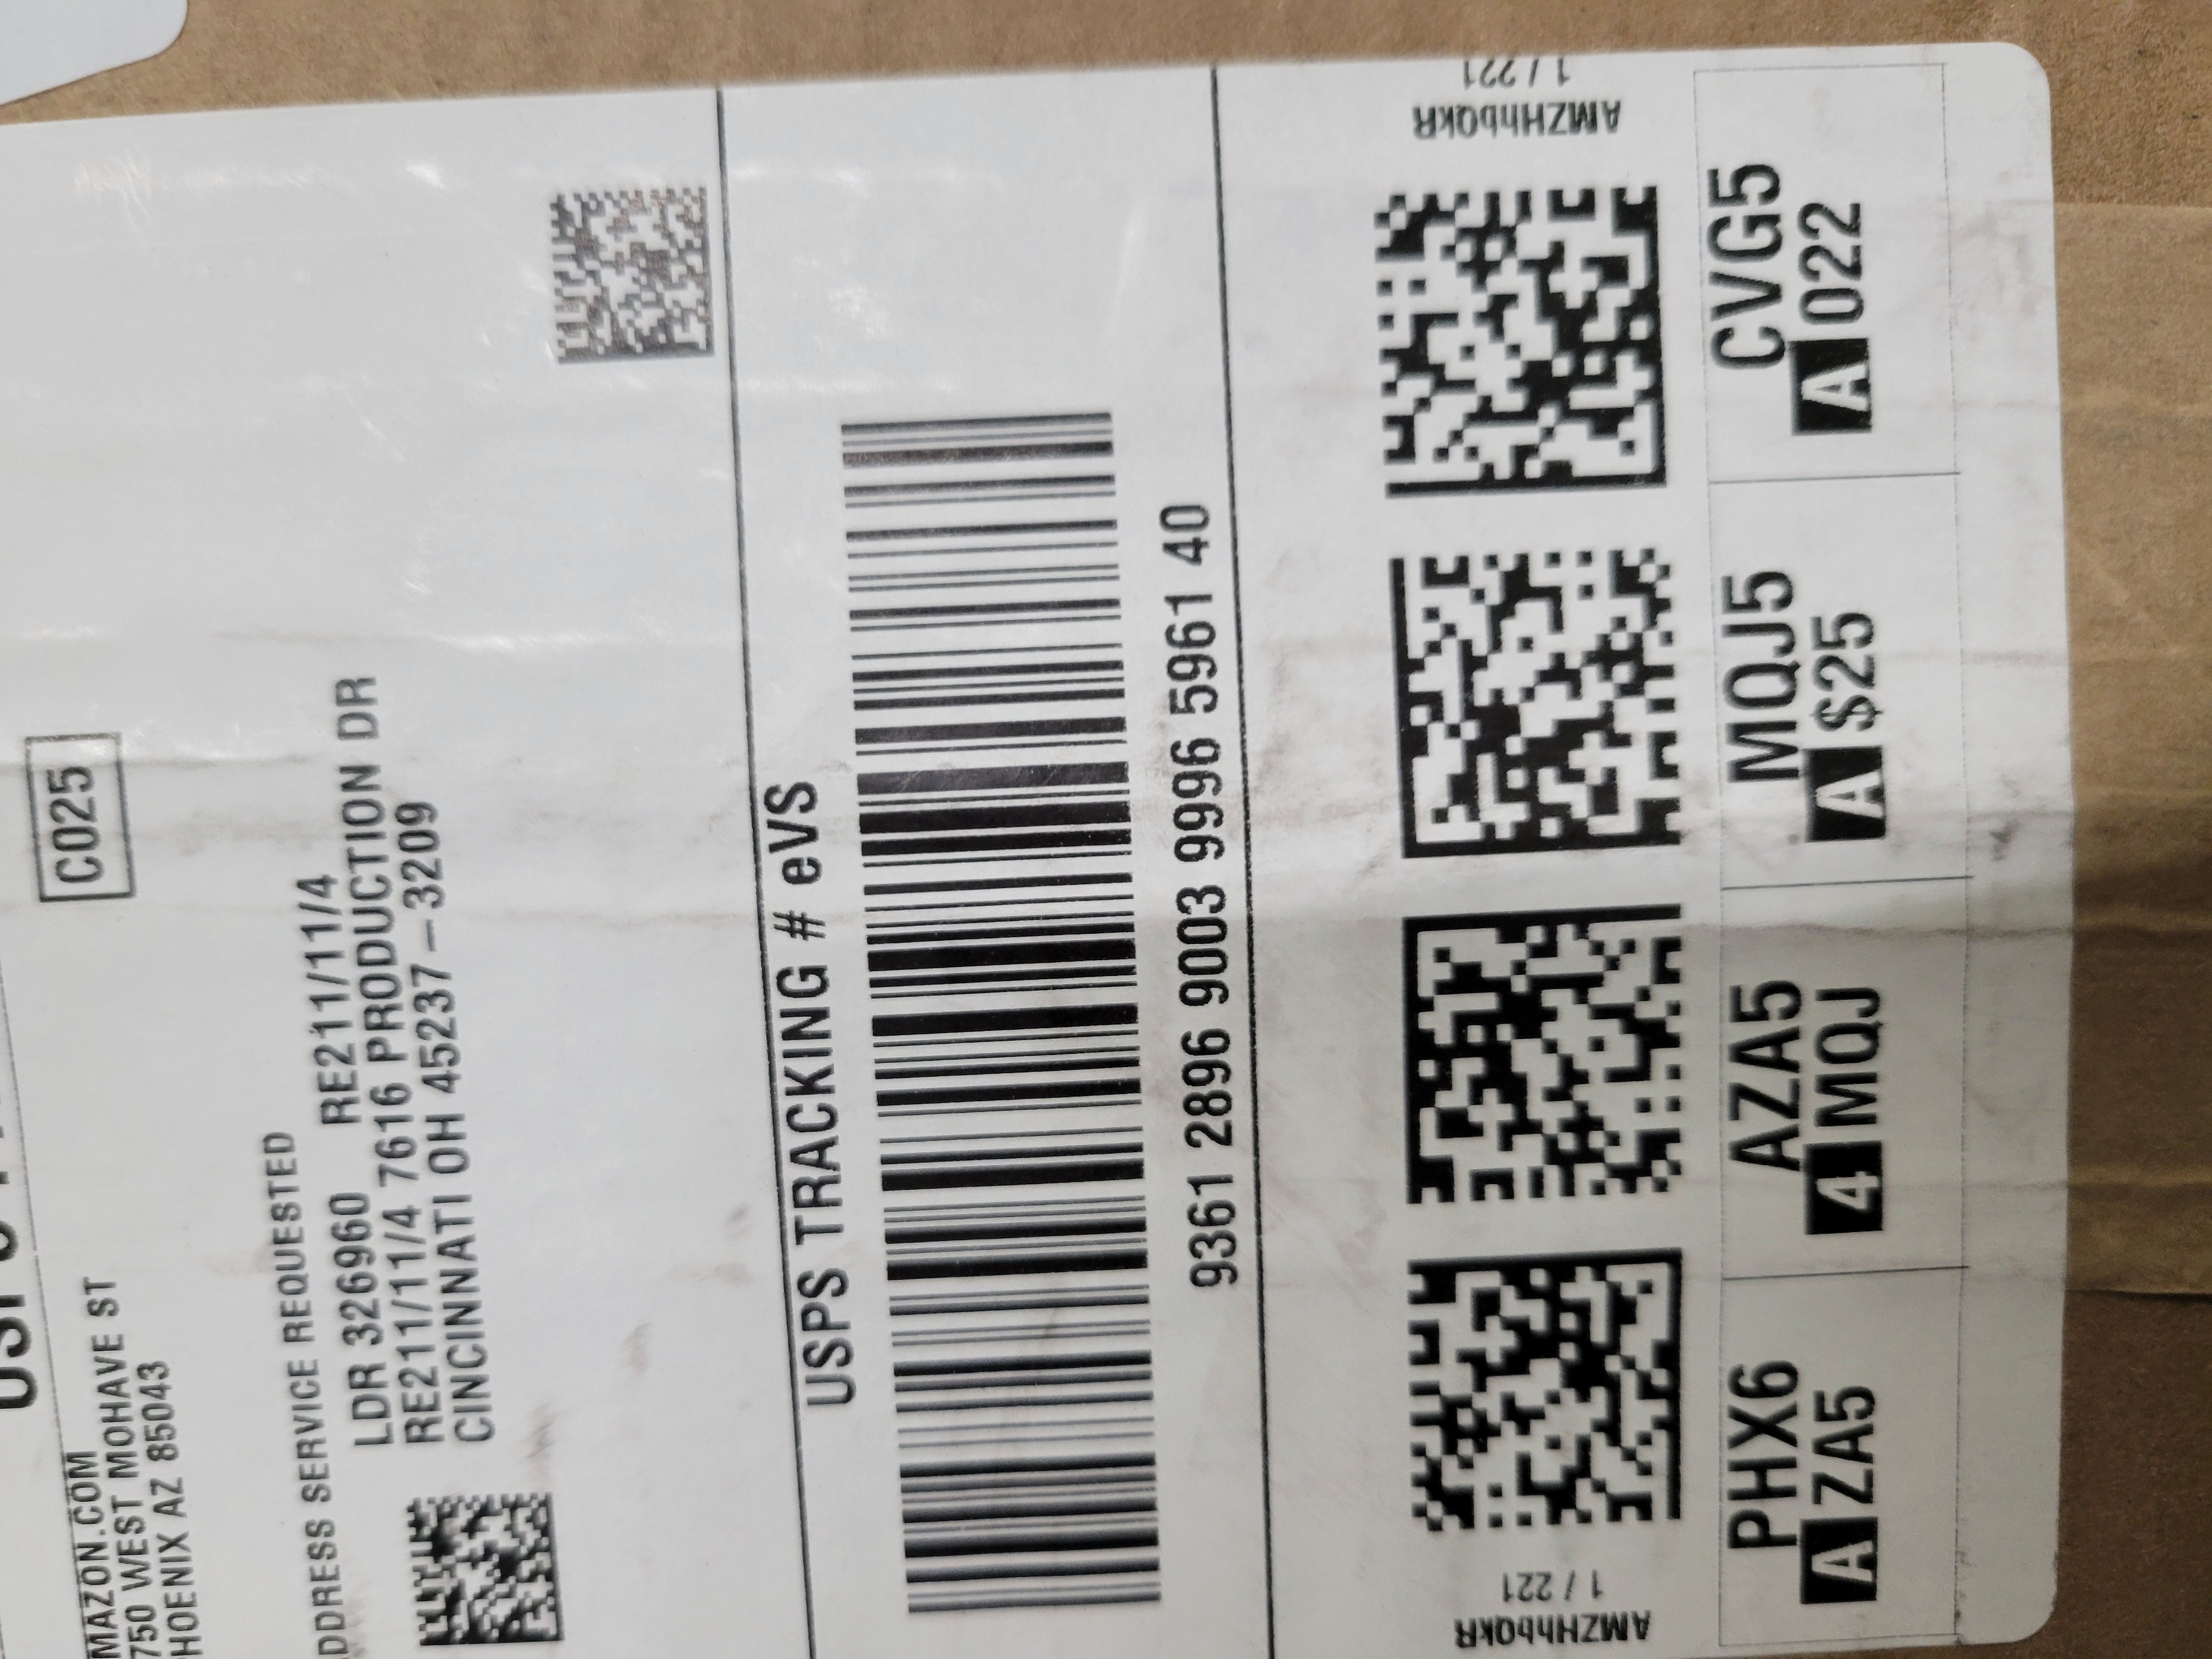 C025
MAZON.COM
750 WEST MOHAVE ST
HOENIX AZ 85043
DDRESS SERVICE REQUESTED
LDR 326960 RE211/11/4
RE211/11/4 7616 PRODUCTION DR
CINCINNATI OH 45237-3209
USPS TRACKING # eVS
9361 2896 9003 9996 5961 40
AMZHhbQkR
1 / 221
AMZHhbQkR
1 / 221
PHX6
A ZA5
AZA5
4 MQJ
MQJ5
A $25
CVG5
A 022